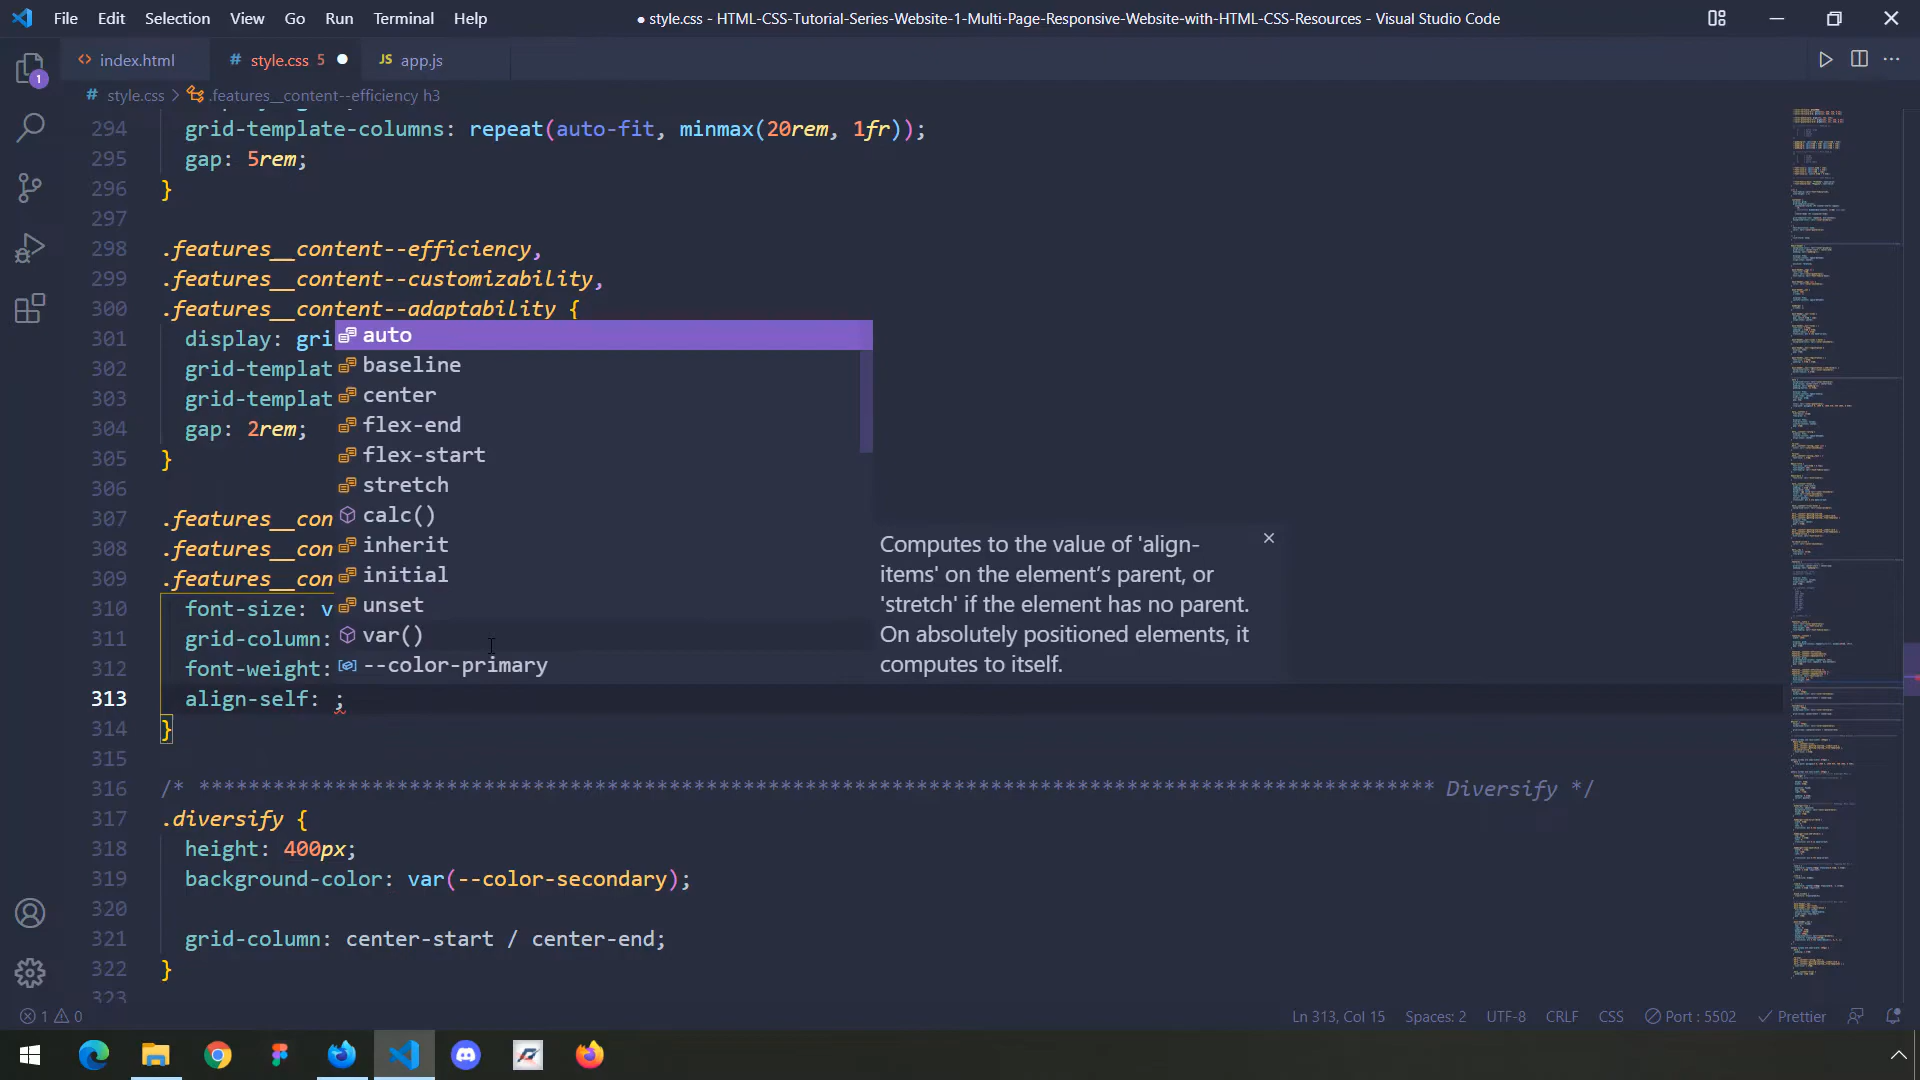 File Edit Selection View Go Run Terminal Help
● style.css - HTML-CSS-Tutorial-Series-Website-1-Multi-Page-Responsive-Website-with-HTML-CSS-Resources - Visual Studio Code
<> index.html
# style.css 5 ●
JS app.js
1
# style.css > .features__content--efficiency h3
294 grid-template-columns: repeat(auto-fit, minmax(20rem, 1fr));
295 gap: 5rem;
296 }
297
298 .features__content--efficiency,
299 .features__content--customizability,
300 .features__content--adaptability {
301 display: gri
302 grid-templat
303 grid-templat
304 gap: 2rem;
305 }
306
307 .features__con
308 .features__con
309 .features__con
310 font-size: v
311 grid-column:
312 font-weight:
313 align-self: ;
314 }
315
316 /* **************************************************************************************************** Diversify */
317 .diversify {
318 height: 400px;
319 background-color: var(--color-secondary);
320
321 grid-column: center-start / center-end;
322 }
323
auto
baseline
center
flex-end
flex-start
stretch
calc()
inherit
initial
unset
var()
--color-primary
Computes to the value of 'align-
items' on the element's parent, or
'stretch' if the element has no parent.
On absolutely positioned elements, it
computes to itself.
1 0
Ln 313, Col 15 Spaces: 2 UTF-8 CRLF CSS Port : 5502 Prettier